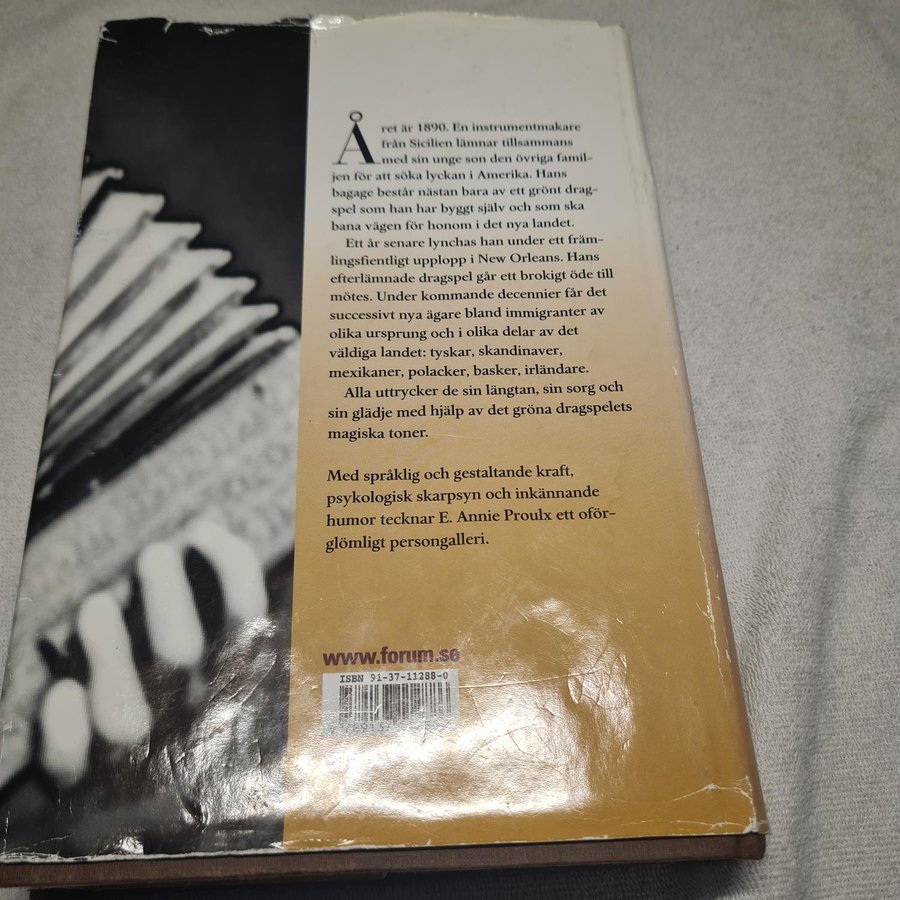 Året är 1890. En instrumentmakare
från Sicilien lämnar tillsammans
med sin unge son den övriga famil-
jen för att söka lyckan i Amerika. Hans
bagage består nästan bara av ett grönt drag-
spel som han har byggt själv och som ska
bana vägen för honom i det nya landet.
Ett år senare lynchas han under ett främ-
lingsfientligt upplopp i New Orleans. Hans
efterlämnade dragspel går ett brokigt öde till
mötes. Under kommande decennier får det
successivt nya ägare bland immigranter av
olika ursprung och i olika delar av det
väldiga landet: tyskar, skandinaver,
mexikaner, polacker, basker, irländare.
Alla uttrycker de sin längtan, sin sorg och
sin glädje med hjälp av det gröna dragspelets
magiska toner.
Med språklig och gestaltande kraft,
psykologisk skarpsyn och inkännande
humor tecknar E. Annie Proulx ett oför-
glömligt persongalleri.
www.forum.se
ISBN 91-37-11288-0